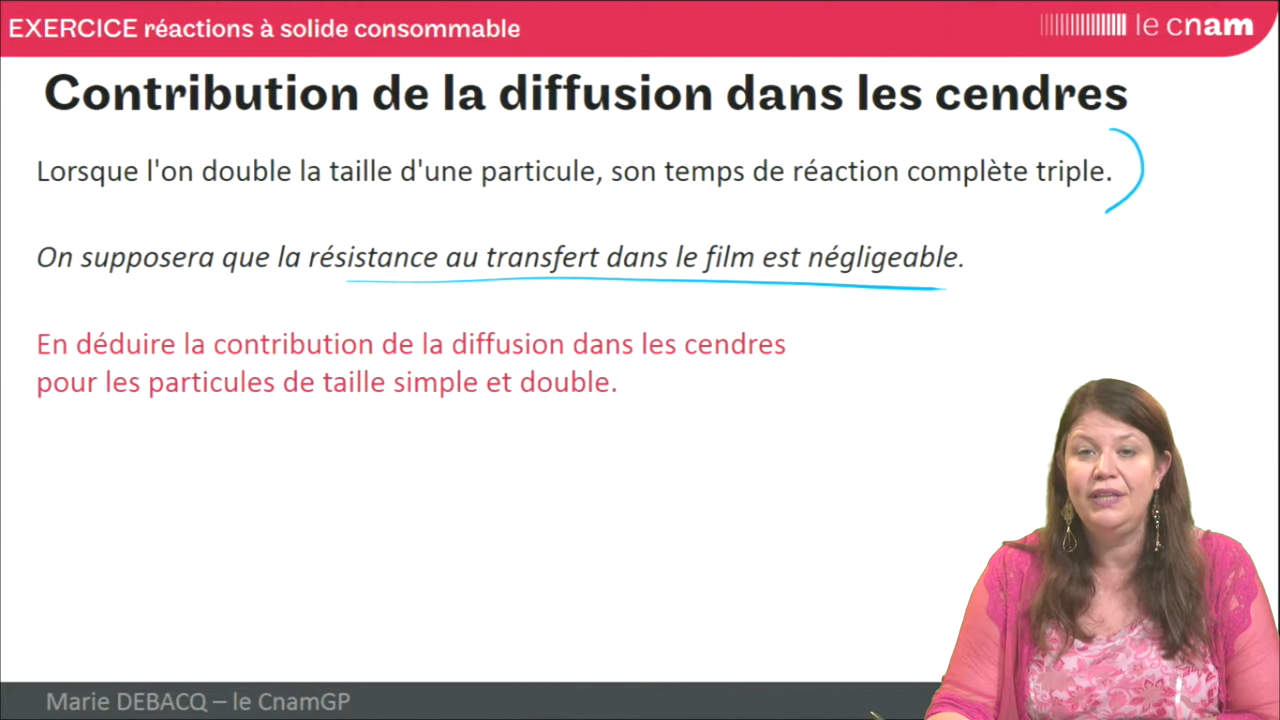 EXERCICE réactions à solide consommable
le cnam
Contribution de la diffusion dans les cendres
Lorsque l'on double la taille d'une particule, son temps de réaction complète triple.
On supposera que la résistance au transfert dans le film est négligeable.
En déduire la contribution de la diffusion dans les cendres
pour les particules de taille simple et double.
Marie DEBACQ – le CnamGP